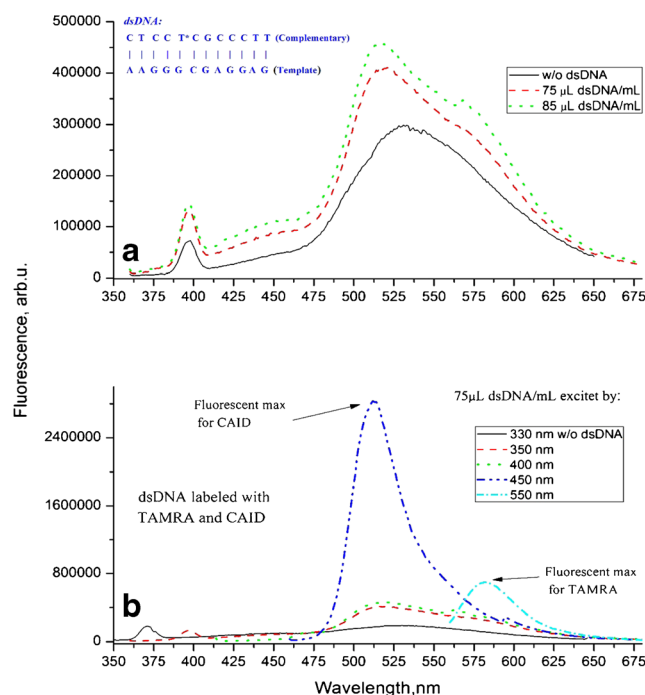 dsDNA:
C T C C T* C G C C C T T (Complementary)
A A G G G C G A G G A G (Template)
w/o dsDNA
75 µL dsDNA/mL
85 µL dsDNA/mL
500000
400000
300000
200000
100000
0
a
350 375 400 425 450 475 500 525 550 575 600 625 650 675
Fluorescence, arb.u.
Fluorescent max
for CAID
75µL dsDNA/mL excitet by:
330 nm w/o dsDNA
350 nm
400 nm
450 nm
550 nm
dsDNA labeled with
TAMRA and CAID
Fluorescent max
for TAMRA
2400000
1600000
800000
0
b
350 375 400 425 450 475 500 525 550 575 600 625 650 675
Wavelength,nm